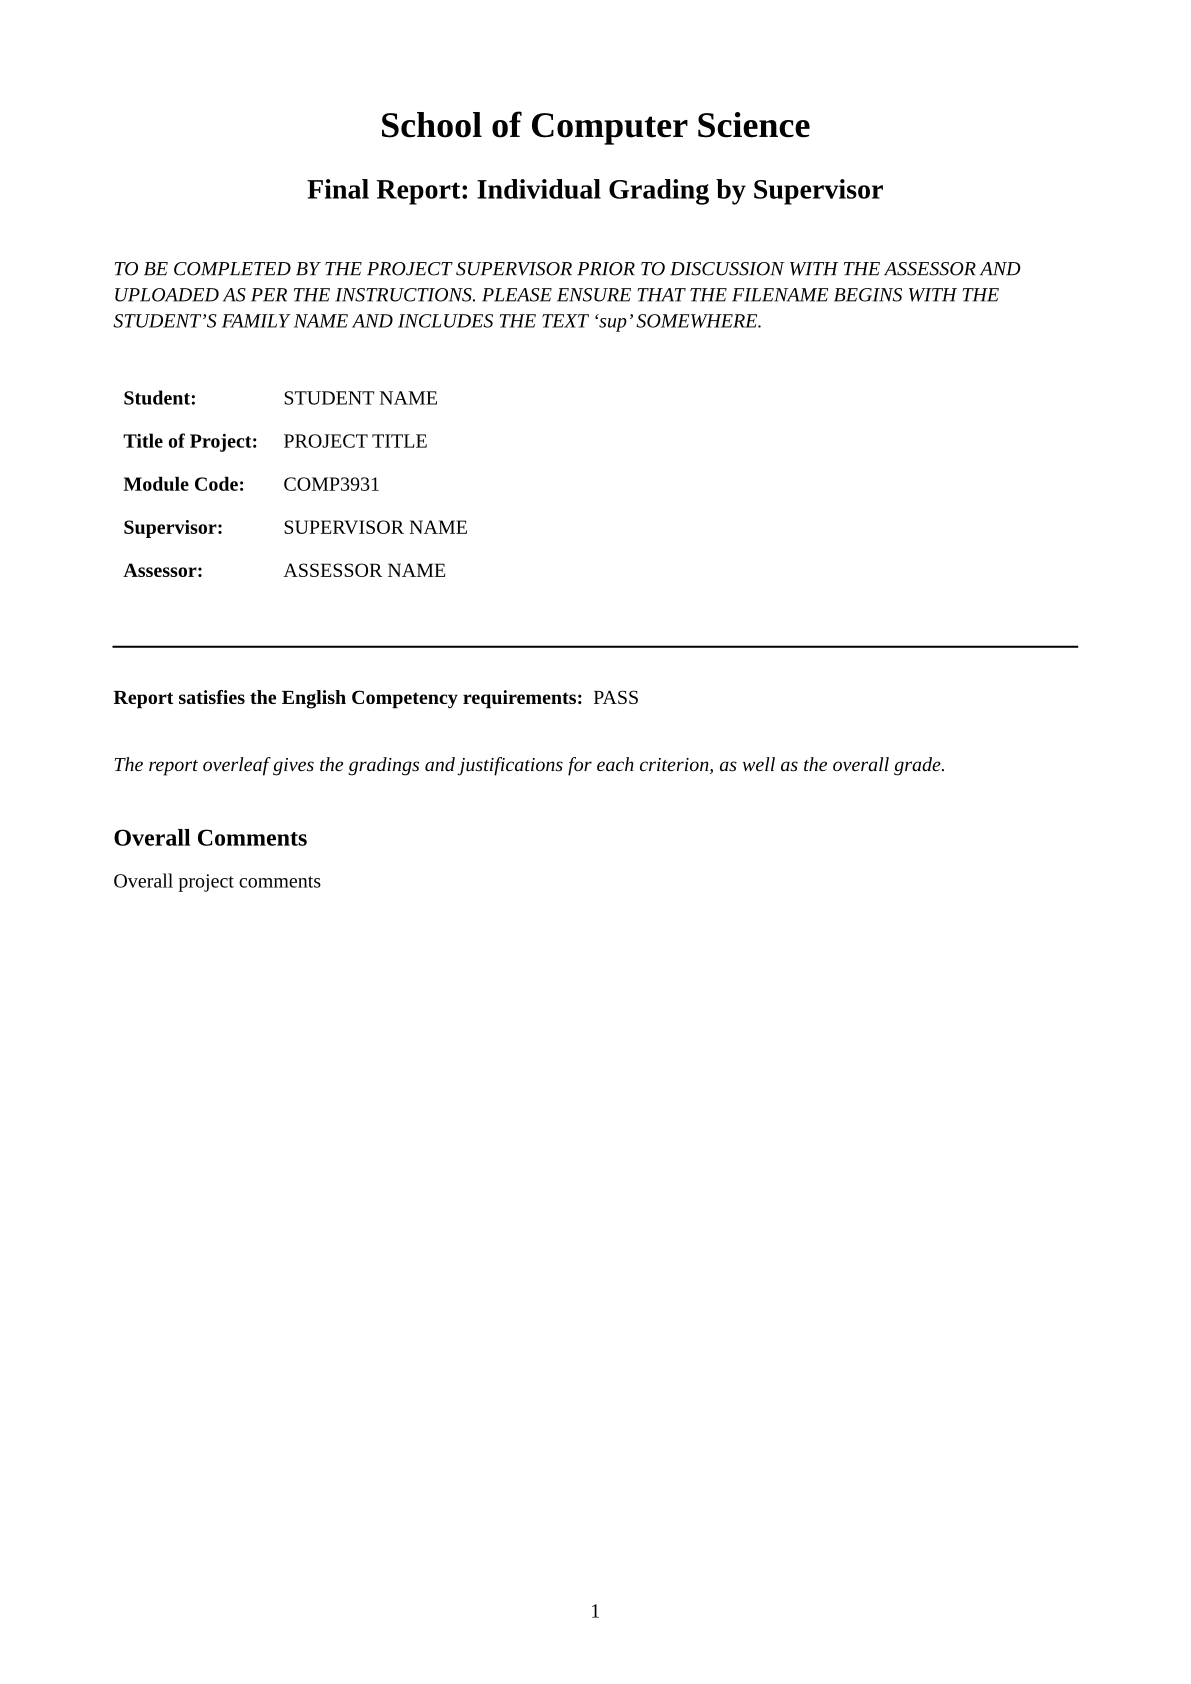 School of Computer Science
Final Report: Individual Grading by Supervisor
TO BE COMPLETED BY THE PROJECT SUPERVISOR PRIOR TO DISCUSSION WITH THE ASSESSOR AND
UPLOADED AS PER THE INSTRUCTIONS. PLEASE ENSURE THAT THE FILENAME BEGINS WITH THE
STUDENT’S FAMILY NAME AND INCLUDES THE TEXT ‘sup’ SOMEWHERE.
Student: STUDENT NAME
Title of Project: PROJECT TITLE
Module Code: COMP3931
Supervisor: SUPERVISOR NAME
Assessor: ASSESSOR NAME
Report satisfies the English Competency requirements: PASS
The report overleaf gives the gradings and justifications for each criterion, as well as the overall grade.
Overall Comments
Overall project comments
1